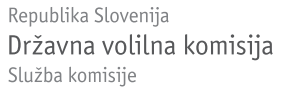 Republika Slovenija
Državna volilna komisija
Služba komisije